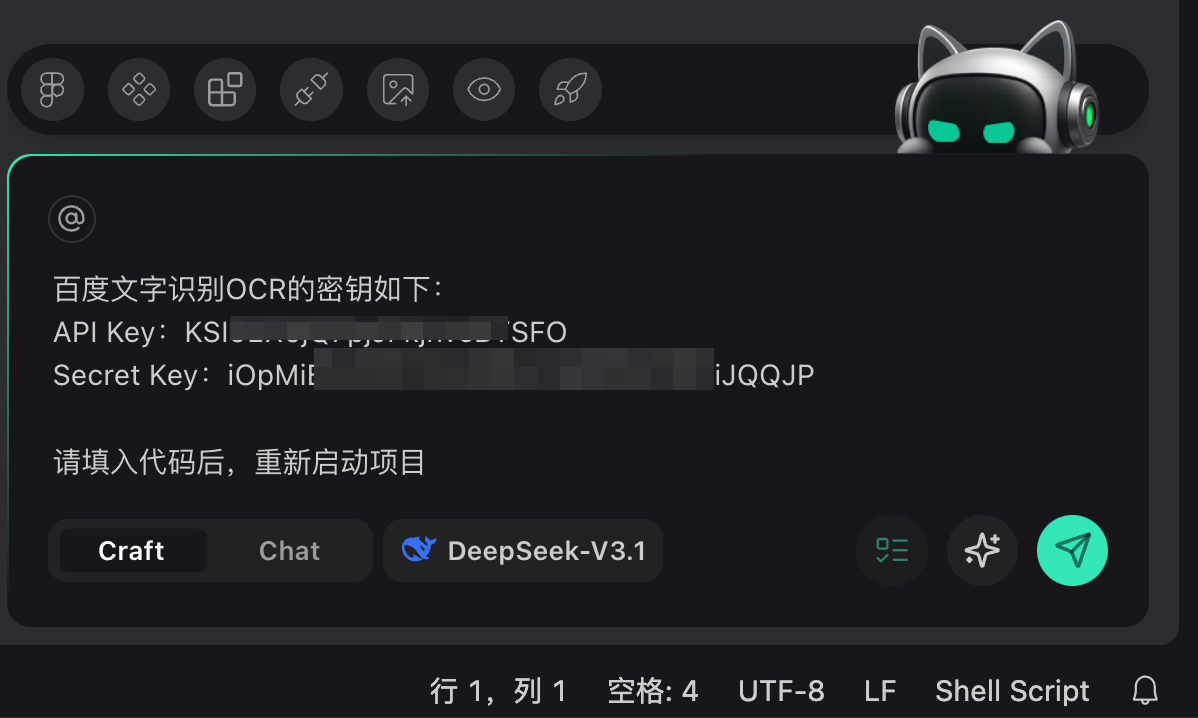 @
百度文字识别OCR的密钥如下：
API Key：KSI SFO
Secret Key：iOpMi iJQQJP
请填入代码后，重新启动项目
Craft Chat DeepSeek-V3.1
行 1，列 1 空格: 4 UTF-8 LF Shell Script